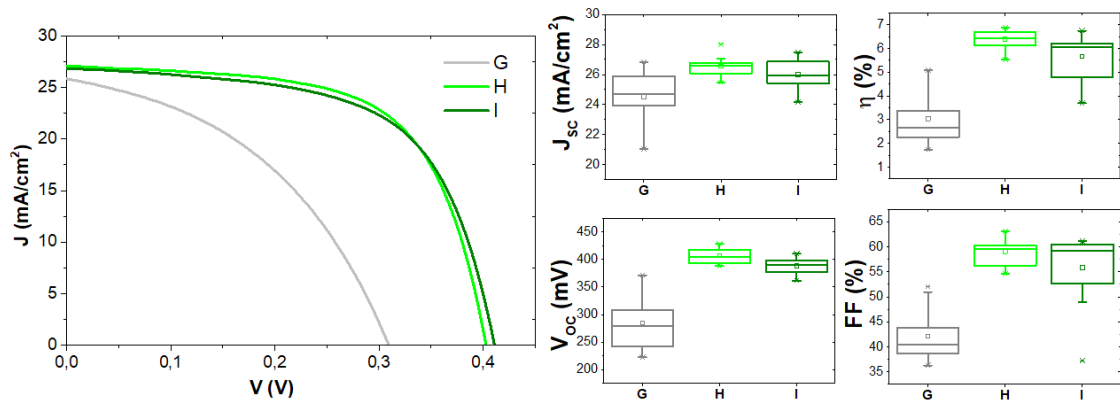 30
25
20
15
10
5
0
J (mA/cm²)
0,0
0,1
0,2
0,3
0,4
V (V)
G
H
I
30
28
26
24
22
20
J_SC (mA/cm²)
G
H
I
7
6
5
4
3
2
1
η (%)
G
H
I
450
400
350
300
250
200
V_OC (mV)
G
H
I
65
60
55
50
45
40
35
FF (%)
G
H
I